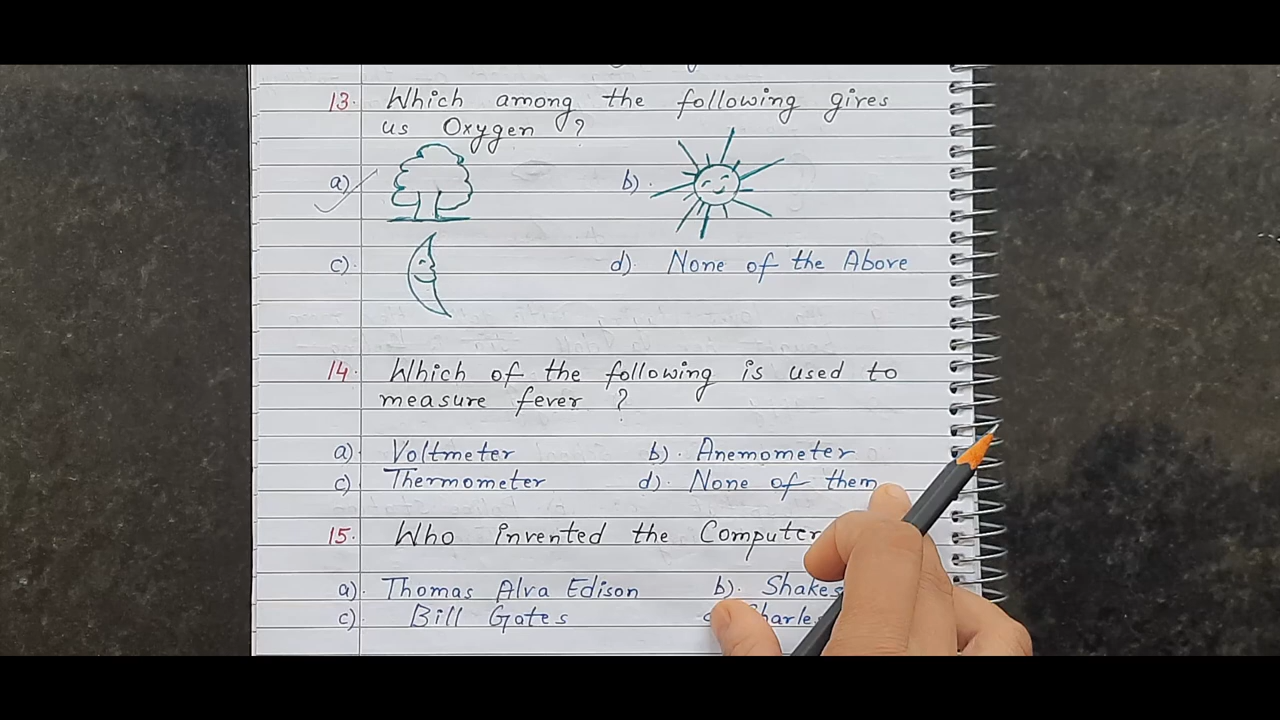 13. Which among the following gives
us Oxygen ?
a) b).
c). d). None of the Above
14. Which of the following is used to
measure fever ?
a). Voltmeter b). Anemometer
c). Thermometer d). None of them
15. Who invented the Computer
a). Thomas Alva Edison b). Shakes
c). Bill Gates Charle